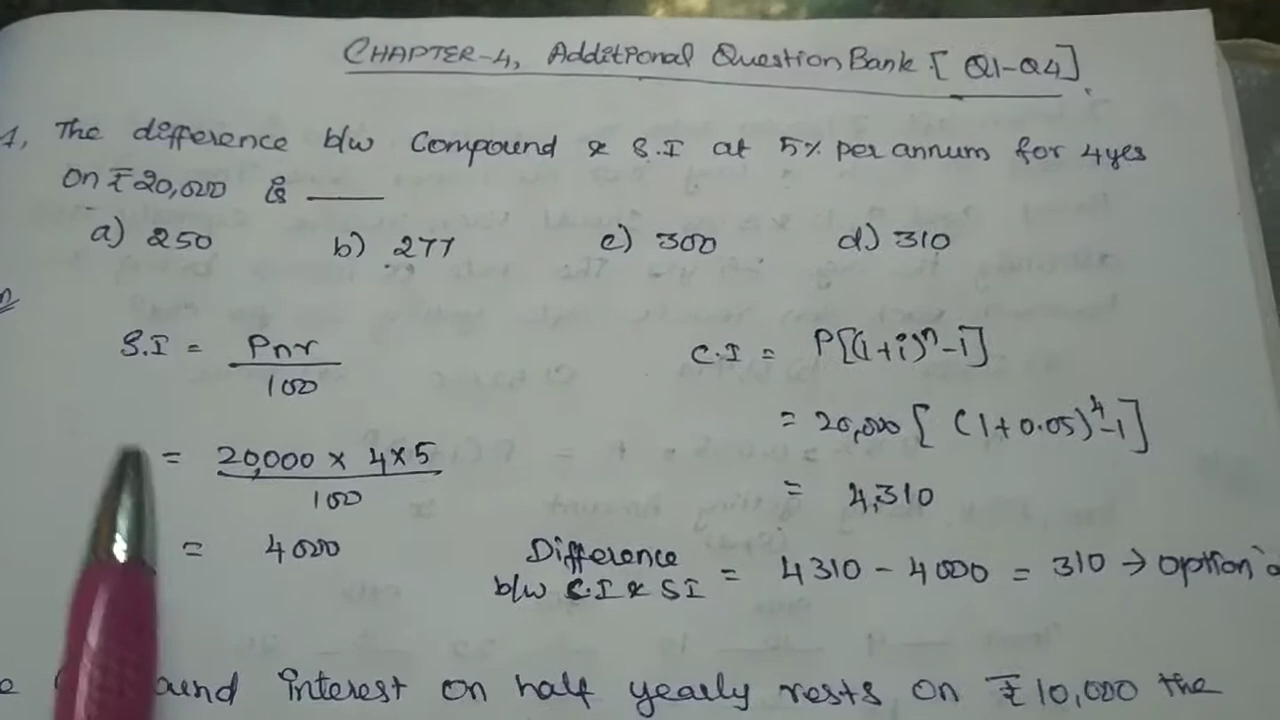 CHAPTER-4, Additional Question Bank [Q1-Q4].
1, The difference b/w Compound & S.I at 5% per annum for 4yes
on ₹20,000 is ____
a) 250 b) 277 c) 300 d) 310
S.I = Pnr/100
C.I = P[(1+i)^n-1]
= 20,000 × 4×5 / 100
= 20,000 [(1+0.05)^4-1]
= 4,310
= 4000
Difference b/w C.I & SI = 4310 - 4000 = 310 → option
interest on half yearly rests on ₹10,000 the